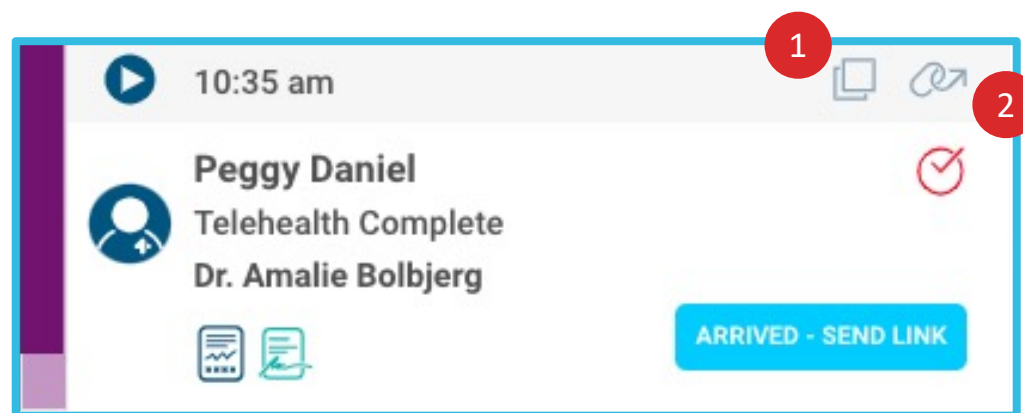 1
10:35 am
2
Peggy Daniel
Telehealth Complete
Dr. Amalie Bolbjerg
ARRIVED - SEND LINK